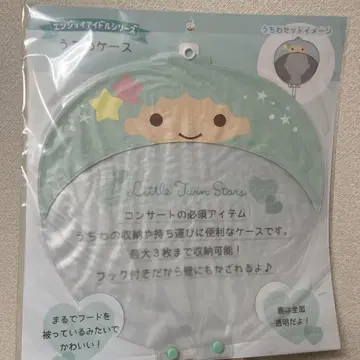 エンジョイアイドルシリーズ
うちわケース
うちわセットイメージ
Little Twin Stars
コンサートの必須アイテム
うちわの収納や持ち運びに便利なケースです。
最大3枚まで収納可能！
フック付きだから壁にもかざれるよ♪
まるでフードを
被っているみたいで
かわいい！
裏は全面
透明だよ！